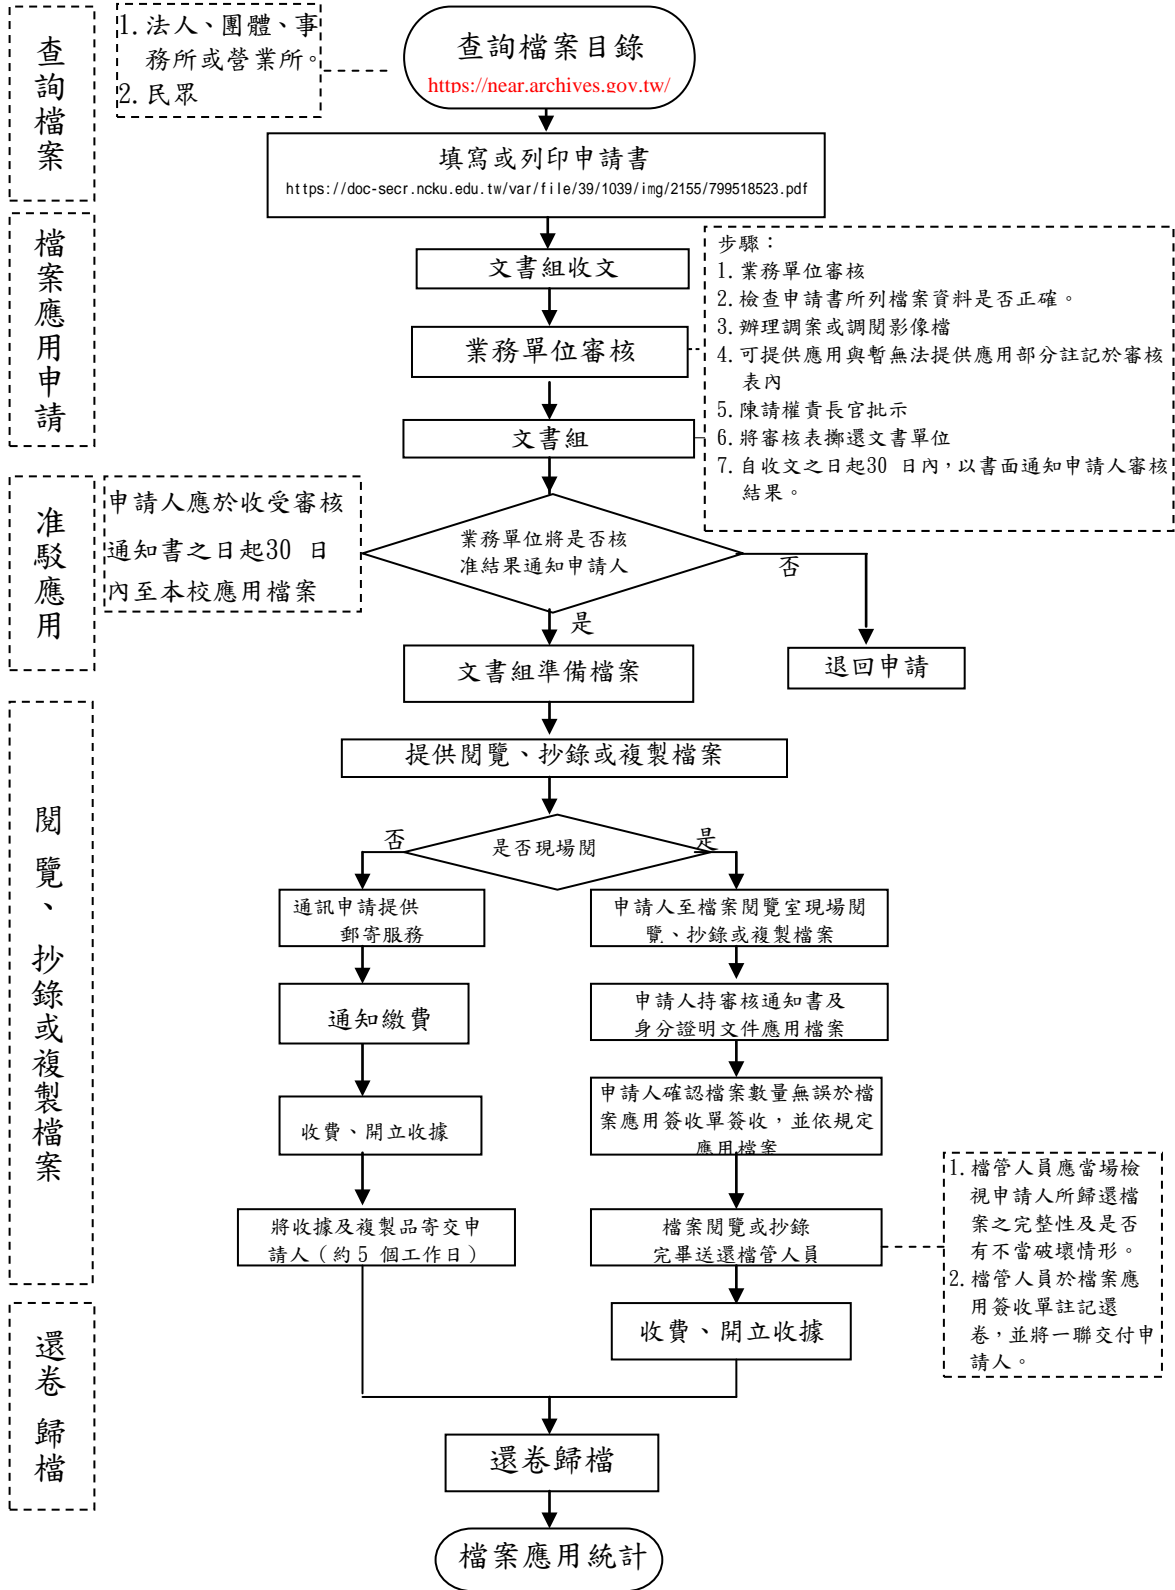 查詢檔案
1. 法人、團體、事
務所或營業所。
2. 民眾
查詢檔案目錄
https://near.archives.gov.tw/
填寫或列印申請書
https://doc-secr.ncku.edu.tw/var/file/39/1039/img/2155/799518523.pdf
檔案應用申請
文書組收文
業務單位審核
文書組
步驟：
1. 業務單位審核
2. 檢查申請書所列檔案資料是否正確。
3. 辦理調案或調閱影像檔
4. 可提供應用與暫無法提供應用部分註記於審核
表內
5. 陳請權責長官批示
6. 將審核表擲還文書單位
7. 自收文之日起30 日內，以書面通知申請人審核
結果。
准駁應用
申請人應於收受審核
通知書之日起30 日
內至本校應用檔案
業務單位將是否核
准結果通知申請人
否
是
退回申請
文書組準備檔案
閱覽、抄錄或複製檔案
提供閱覽、抄錄或複製檔案
是否現場閱
否
是
通訊申請提供
郵寄服務
通知繳費
收費、開立收據
將收據及複製品寄交申
請人（約 5 個工作日）
申請人至檔案閱覽室現場閱
覽、抄錄或複製檔案
申請人持審核通知書及
身分證明文件應用檔案
申請人確認檔案數量無誤於檔
案應用簽收單簽收，並依規定
應用檔案
檔案閱覽或抄錄
完畢送還檔管人員
收費、開立收據
1. 檔管人員應當場檢
視申請人所歸還檔
案之完整性及是否
有不當破壞情形。
2. 檔管人員於檔案應
用簽收單註記還
卷，並將一聯交付申
請人。
還卷歸檔
還卷歸檔
檔案應用統計